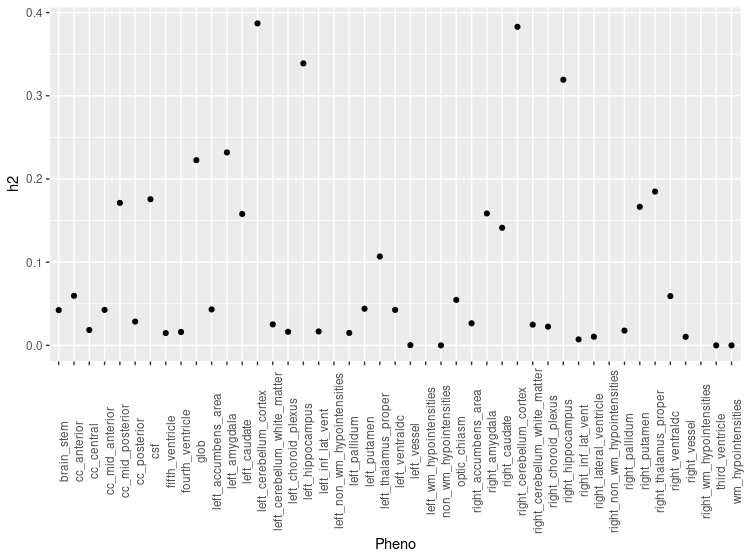 0.4
0.3
0.2
0.1
0.0
h2
brain_stem
cc_anterior
cc_central
cc_mid_anterior
cc_mid_posterior
cc_posterior
csf
fifth_ventricle
fourth_ventricle
glob
left_accumbens_area
left_amygdala
left_caudate
left_cerebellum_cortex
left_cerebellum_white_matter
left_choroid_plexus
left_hippocampus
left_inf_lat_vent
left_non_wm_hypointensities
left_pallidum
left_putamen
left_thalamus_proper
left_ventraldc
left_vessel
left_wm_hypointensities
non_wm_hypointensities
optic_chiasm
right_accumbens_area
right_amygdala
right_caudate
right_cerebellum_cortex
right_cerebellum_white_matter
right_choroid_plexus
right_hippocampus
right_inf_lat_vent
right_lateral_ventricle
right_non_wm_hypointensities
right_pallidum
right_putamen
right_thalamus_proper
right_ventraldc
right_vessel
right_wm_hypointensities
third_ventricle
wm_hypointensities
Pheno